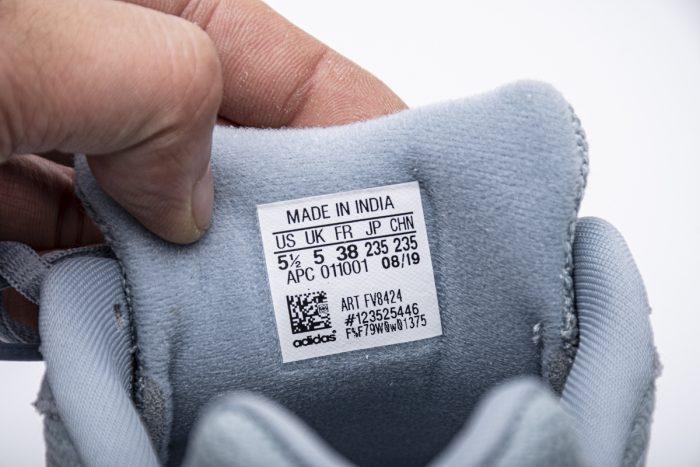 MADE IN INDIA
US UK FR JP CHN
5½ 5 38 235 235
APC 011001 08/19
ART FV8424
#123525446
F%F79W0w01375
adidas